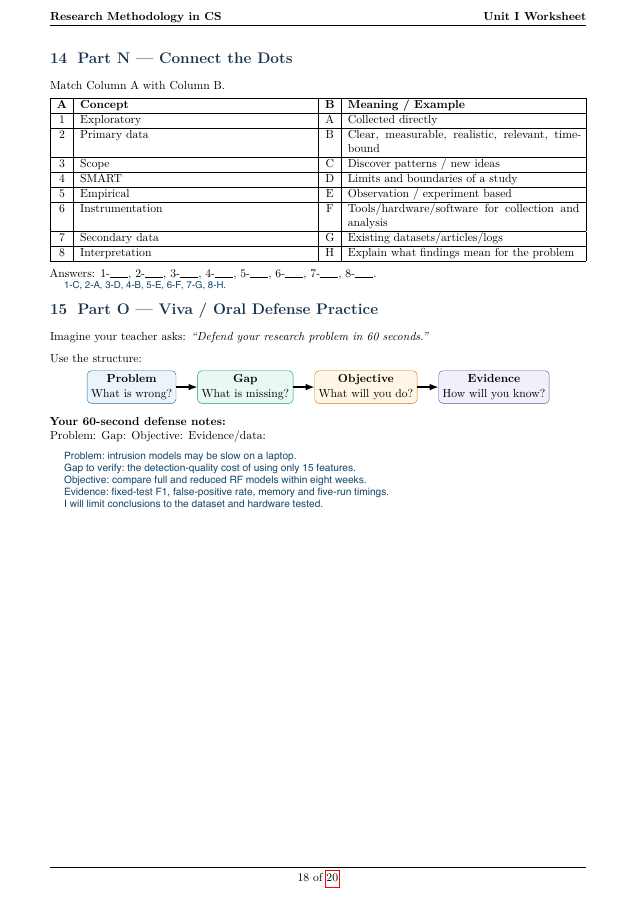 Research Methodology in CS Unit I Worksheet
14 Part N — Connect the Dots
Match Column A with Column B.
A Concept B Meaning / Example
1 Exploratory A Collected directly
2 Primary data B Clear, measurable, realistic, relevant, time-
bound
3 Scope C Discover patterns / new ideas
4 SMART D Limits and boundaries of a study
5 Empirical E Observation / experiment based
6 Instrumentation F Tools/hardware/software for collection and
analysis
7 Secondary data G Existing datasets/articles/logs
8 Interpretation H Explain what findings mean for the problem
Answers: 1-___, 2-___, 3-___, 4-___, 5-___, 6-___, 7-___, 8-___.
1-C, 2-A, 3-D, 4-B, 5-E, 6-F, 7-G, 8-H.
15 Part O — Viva / Oral Defense Practice
Imagine your teacher asks: “Defend your research problem in 60 seconds.”
Use the structure:
Problem Gap Objective Evidence
What is wrong? What is missing? What will you do? How will you know?
Your 60-second defense notes:
Problem: Gap: Objective: Evidence/data:
Problem: intrusion models may be slow on a laptop.
Gap to verify: the detection-quality cost of using only 15 features.
Objective: compare full and reduced RF models within eight weeks.
Evidence: fixed-test F1, false-positive rate, memory and five-run timings.
I will limit conclusions to the dataset and hardware tested.
18 of 20